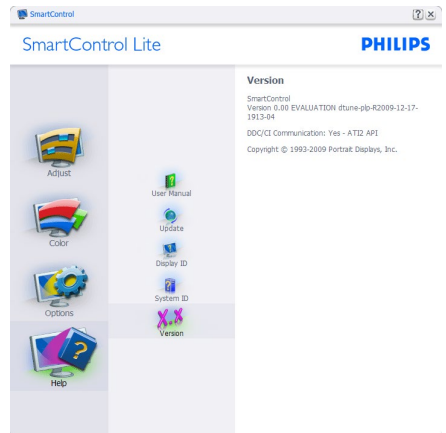 SmartControl
SmartControl Lite
PHILIPS
Adjust
Color
Options
Help
User Manual
Update
Display ID
System ID
X.X
Version
Version
SmartControl
Version 0.00 EVALUATION dtune-plp-R2009-12-17-
1913-04
DDC/CI Communication: Yes - ATI2 API
Copyright © 1993-2009 Portrait Displays, Inc.